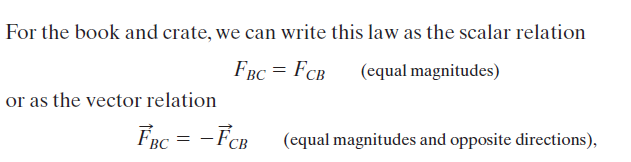 For the book and crate, we can write this law as the scalar relation
F_BC = F_CB (equal magnitudes)
or as the vector relation
F⃗_BC = −F⃗_CB (equal magnitudes and opposite directions),